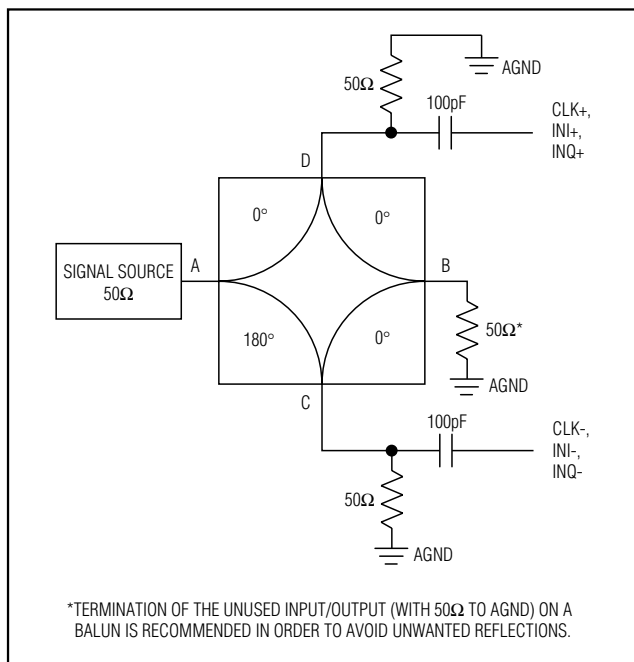 AGND
50Ω
100pF
CLK+,
INI+,
INQ+
D
0°
0°
SIGNAL SOURCE
50Ω
A
B
180°
0°
50Ω*
AGND
C
100pF
CLK-,
INI-,
INQ-
50Ω
AGND
*TERMINATION OF THE UNUSED INPUT/OUTPUT (WITH 50Ω TO AGND) ON A
BALUN IS RECOMMENDED IN ORDER TO AVOID UNWANTED REFLECTIONS.